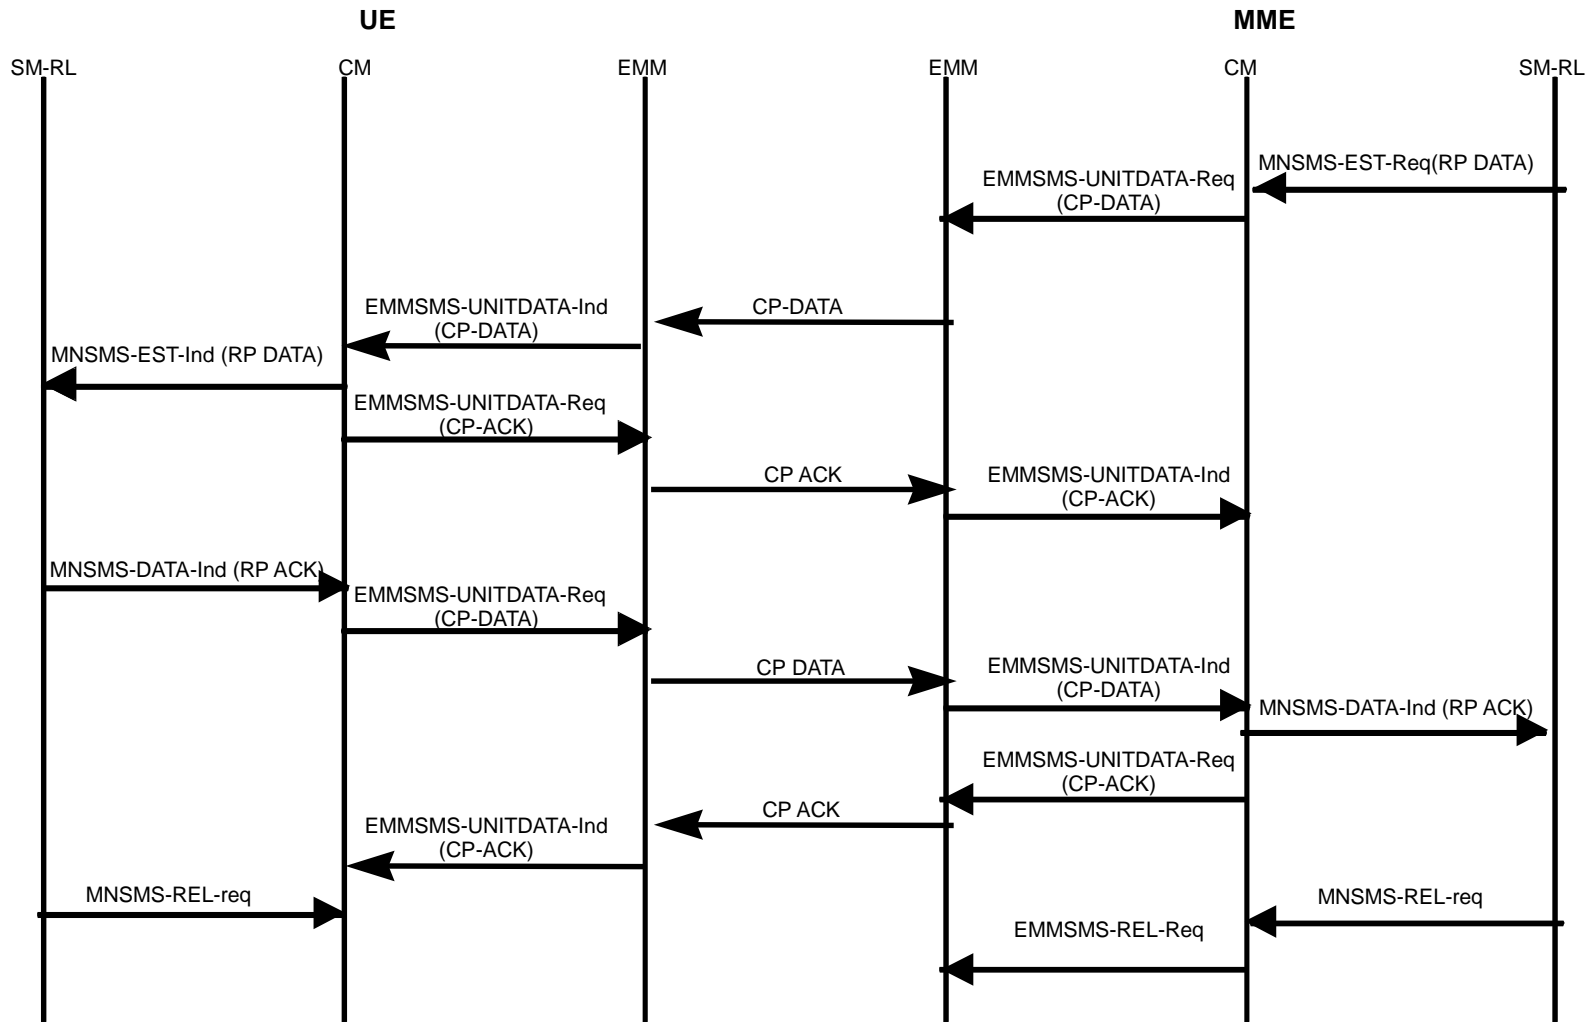 UE
MME
SM-RL
CM
EMM
EMM
CM
SM-RL
MNSMS-EST-Req(RP DATA)
EMMSMS-UNITDATA-Req
(CP-DATA)
CP-DATA
EMMSMS-UNITDATA-Ind
(CP-DATA)
MNSMS-EST-Ind (RP DATA)
EMMSMS-UNITDATA-Req
(CP-ACK)
CP ACK
EMMSMS-UNITDATA-Ind
(CP-ACK)
MNSMS-DATA-Ind (RP ACK)
EMMSMS-UNITDATA-Req
(CP-DATA)
CP DATA
EMMSMS-UNITDATA-Ind
(CP-DATA)
MNSMS-DATA-Ind (RP ACK)
EMMSMS-UNITDATA-Req
(CP-ACK)
CP ACK
EMMSMS-UNITDATA-Ind
(CP-ACK)
MNSMS-REL-req
MNSMS-REL-req
EMMSMS-REL-Req